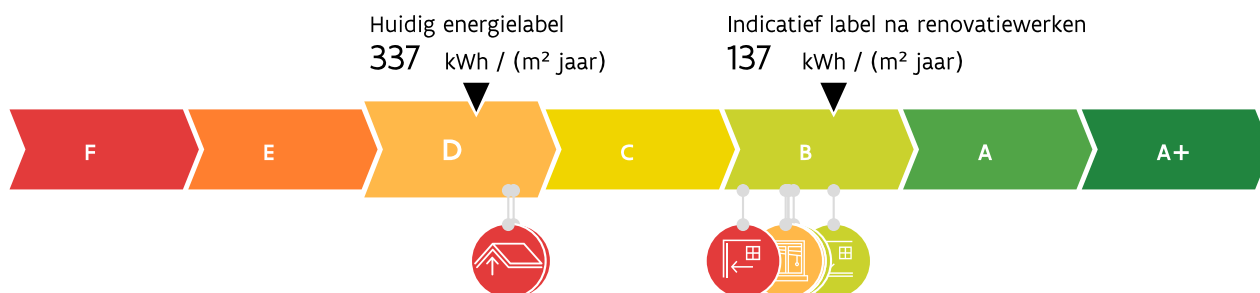 Huidig energielabel
337 kWh / (m² jaar)
Indicatief label na renovatiewerken
137 kWh / (m² jaar)
F E D C B A A+